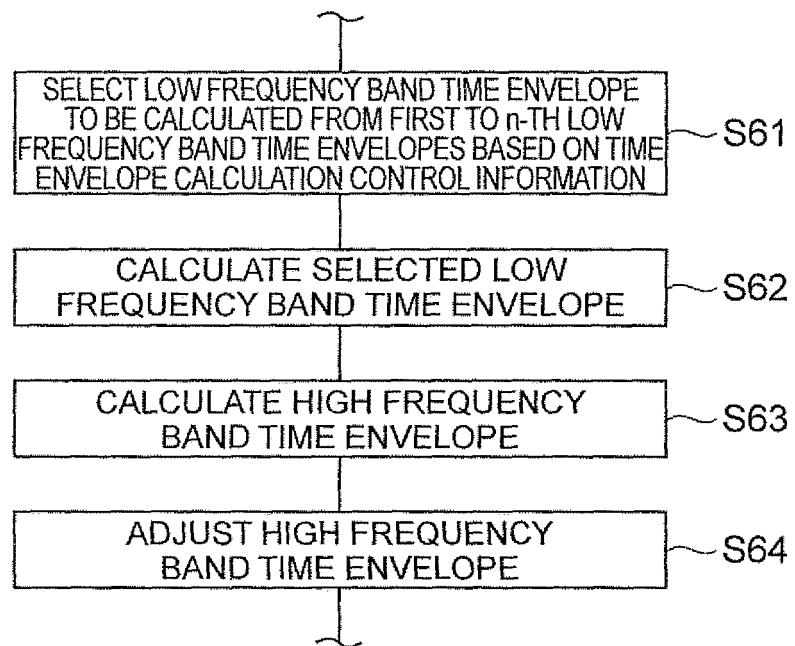 SELECT LOW FREQUENCY BAND TIME ENVELOPE
TO BE CALCULATED FROM FIRST TO n-TH LOW
FREQUENCY BAND TIME ENVELOPES BASED ON TIME
ENVELOPE CALCULATION CONTROL INFORMATION
S61
CALCULATE SELECTED LOW
FREQUENCY BAND TIME ENVELOPE
S62
CALCULATE HIGH FREQUENCY
BAND TIME ENVELOPE
S63
ADJUST HIGH FREQUENCY
BAND TIME ENVELOPE
S64